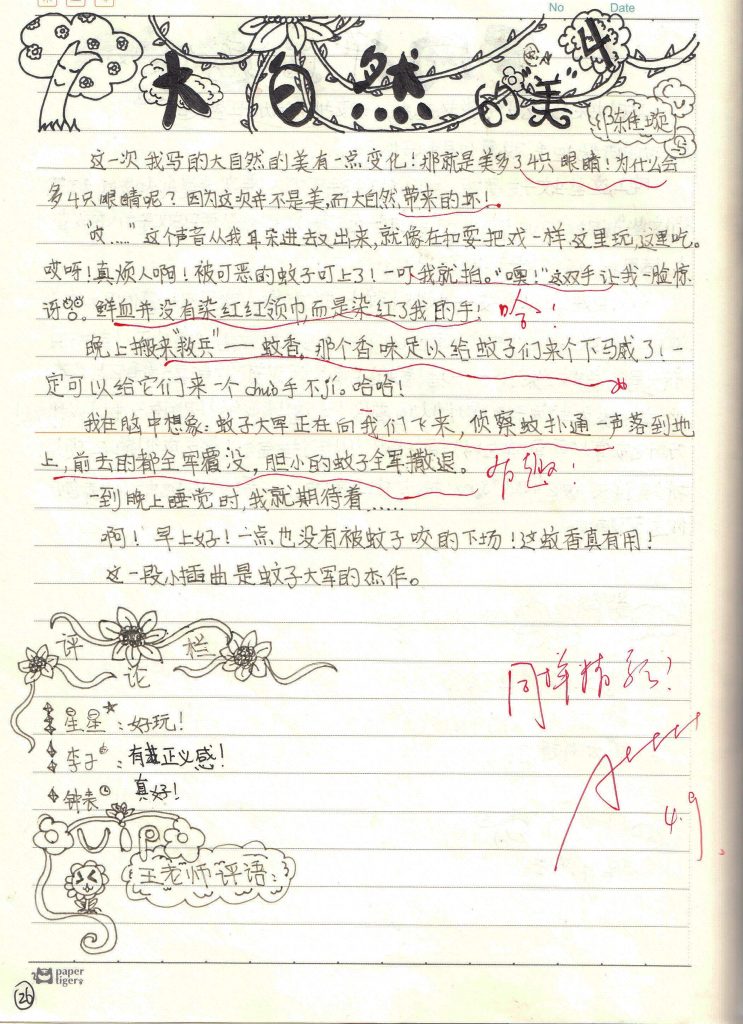 No Date
大自然的"美"4
陈佳璇
这一次我写的大自然的美有一点变化!那就是美多了4只眼睛!为什么会
多4只眼睛呢?因为这次并不是美,而大自然带来的坏!
"哎……"这个声音从我耳朵进去又出来,就像在扣耍把戏一样.这里玩,这里吃。
哎呀!真烦人啊!被可恶的蚊子叮上了!一叮我就拍。"噢!"这双手让我一脸惊
讶。鲜血并没有染红红领巾,而是染红了我的手!
哈!
晚上搬来"救兵"——蚊香,那个香味足以给蚊子们来个下马威了!一
定可以给它们来一个chuò手不jí。哈哈!
我在脑中想象:蚊子大军正在向我们飞来,侦察蚊扑通一声落到地
上,前去的都全军覆没,胆小的蚊子全军撤退。
有趣!
一到晚上睡觉时,我就期待着……
啊!早上好!一点也没有被蚊子咬的下场!这蚊香真有用!
这一段小插曲是蚊子大军的杰作。
评论栏
星星:好玩!
李子:有正义感!
钟表 真好!
VIP
王老师评语:
同样精彩!
4.9
paper
tiger
26